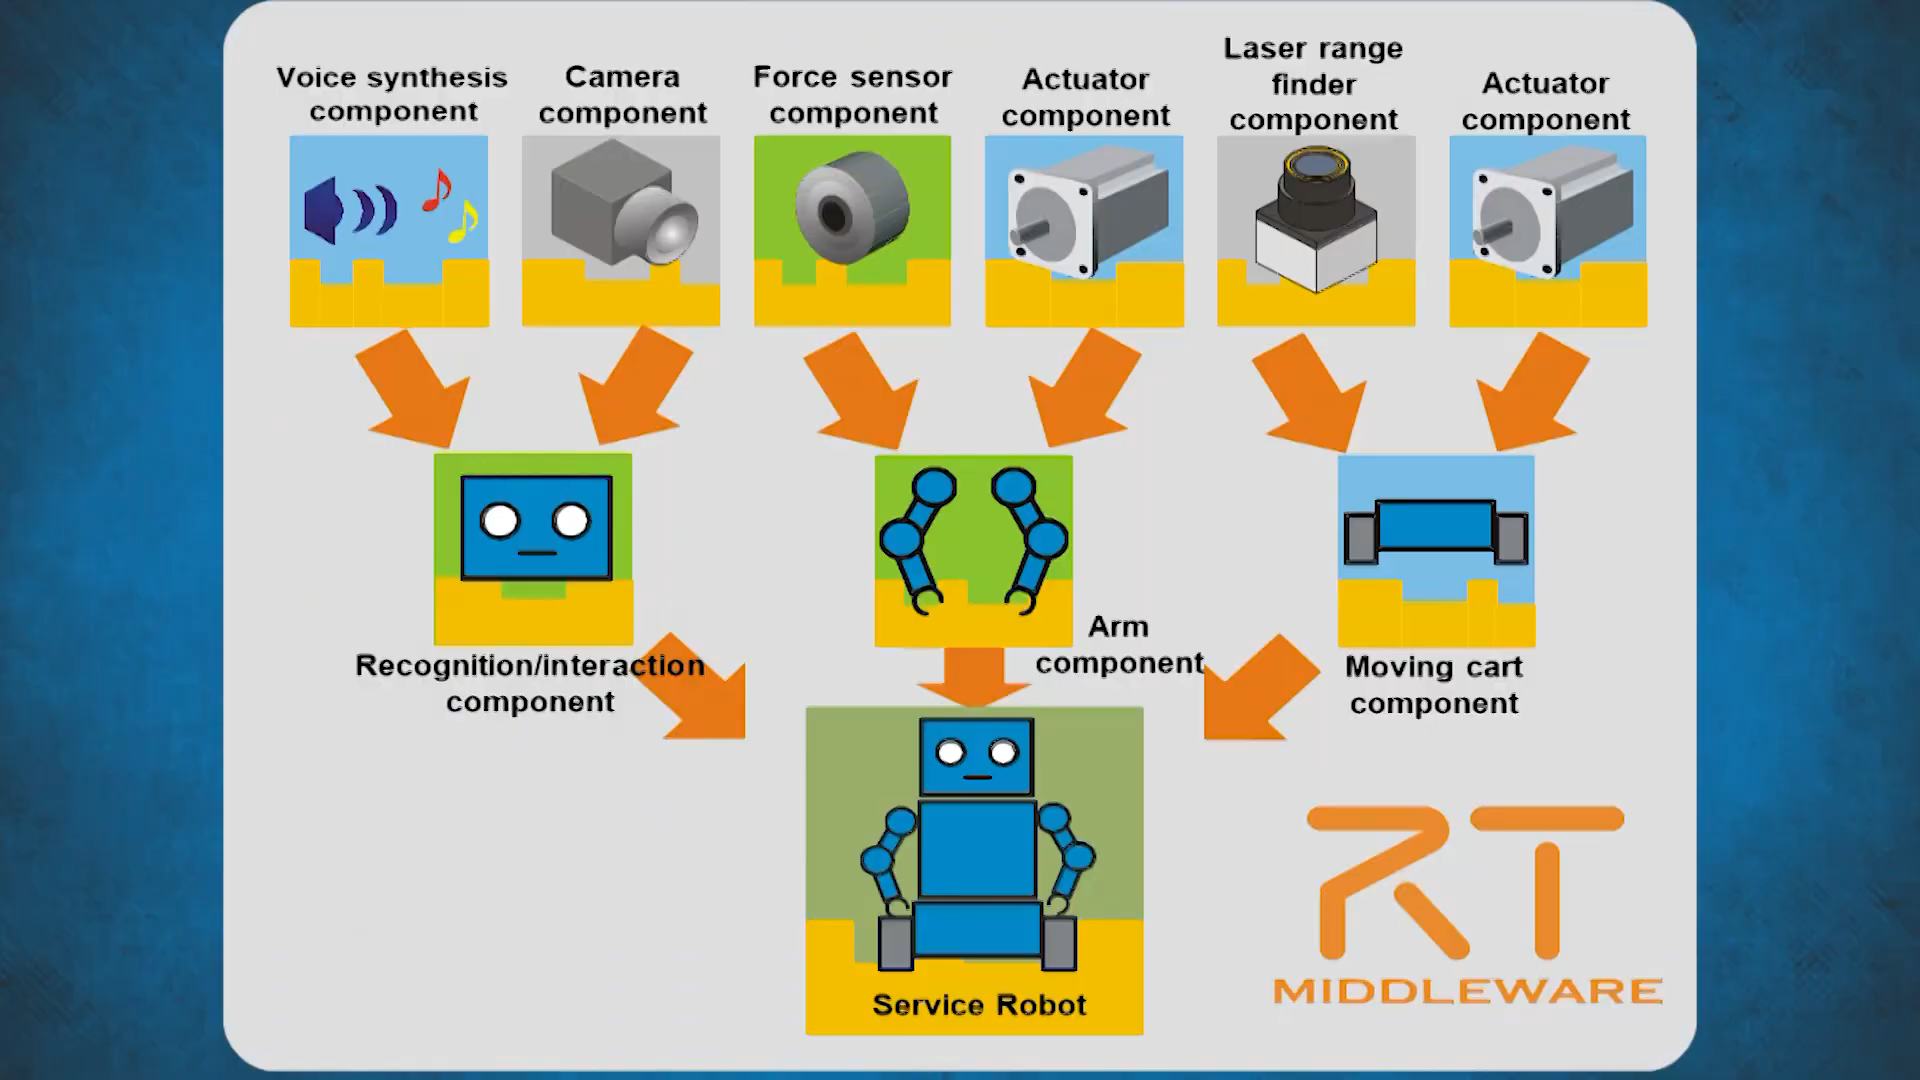 Voice synthesis
component
Camera
component
Force sensor
component
Actuator
component
Laser range
finder
component
Actuator
component
Recognition/interaction
component
Arm
component
Moving cart
component
Service Robot
RT
MIDDLEWARE